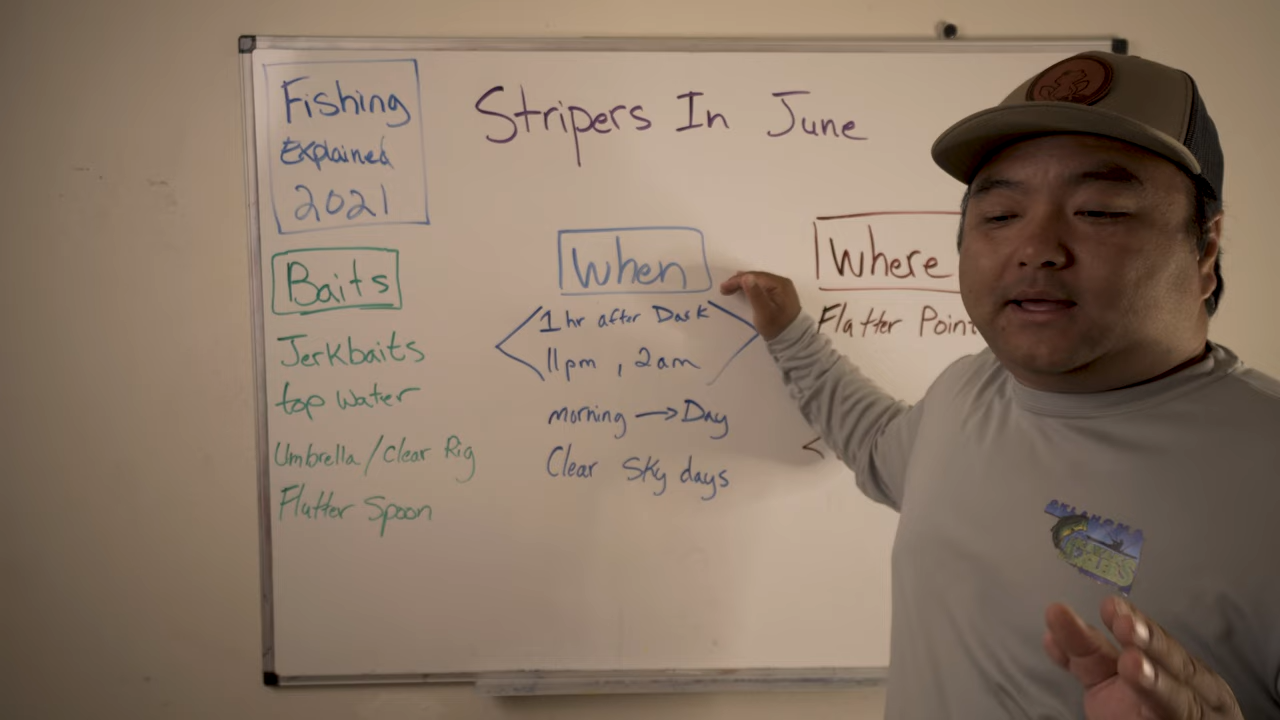 Fishing
Explained
2021
Stripers In June
Baits
Jerkbaits
top Water
Umbrella/Clear Rig
Flutter Spoon
When
1 hr after Dark
11pm, 2am
morning → Day
Clear Sky days
Where
Flatter Point
OKLAHOMA